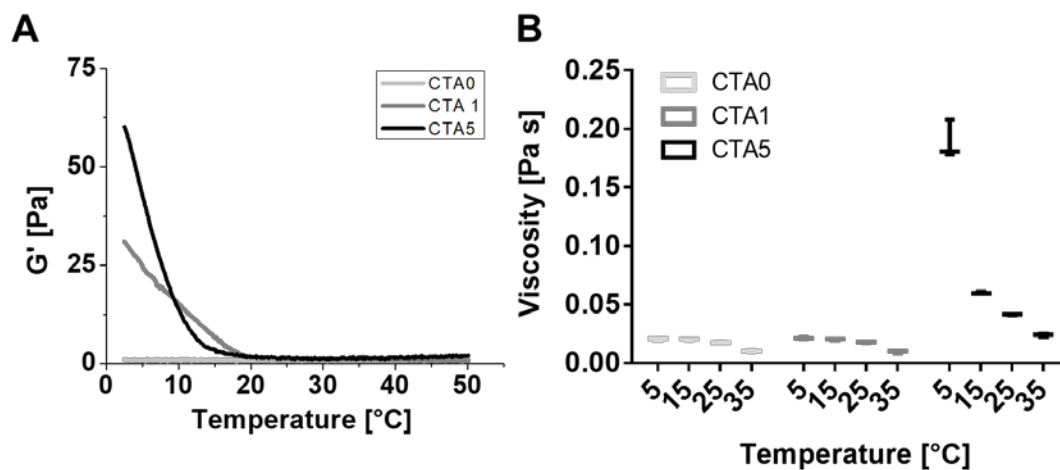 A
75
50
25
0
G' [Pa]
CTA0
CTA 1
CTA5
0 10 20 30 40 50
Temperature [°C]
B
0.25
0.20
0.15
0.10
0.05
0.00
Viscosity [Pa s]
CTA0
CTA1
CTA5
5 15 25 35 5 15 25 35 5 15 25 35
Temperature [°C]